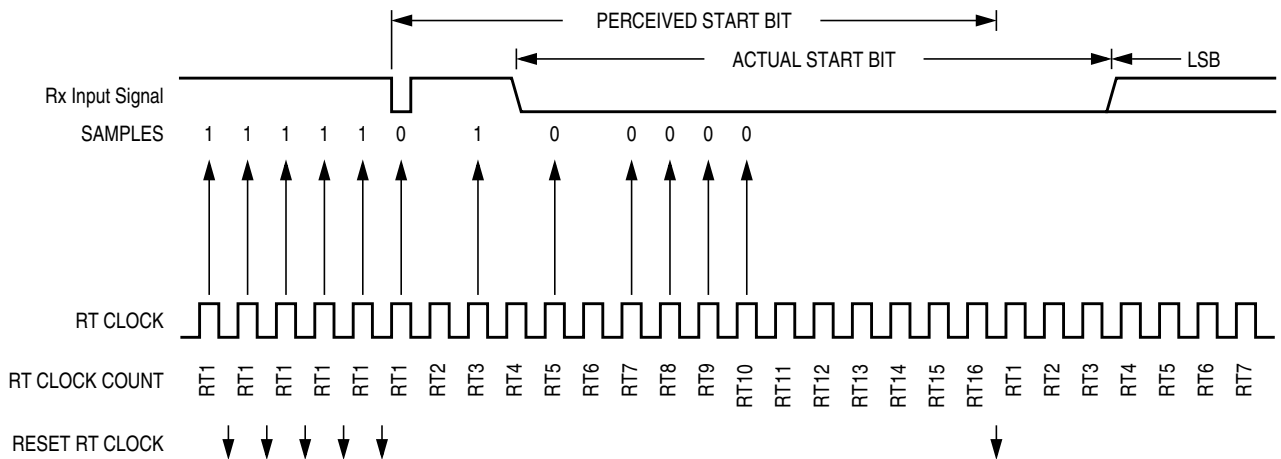 PERCEIVED START BIT
ACTUAL START BIT
LSB
Rx Input Signal
SAMPLES 1 1 1 1 1 0 1 0 0 0 0 0
RT CLOCK
RT CLOCK COUNT RT1 RT1 RT1 RT1 RT1 RT1 RT2 RT3 RT4 RT5 RT6 RT7 RT8 RT9 RT10 RT11 RT12 RT13 RT14 RT15 RT16 RT1 RT2 RT3 RT4 RT5 RT6 RT7
RESET RT CLOCK